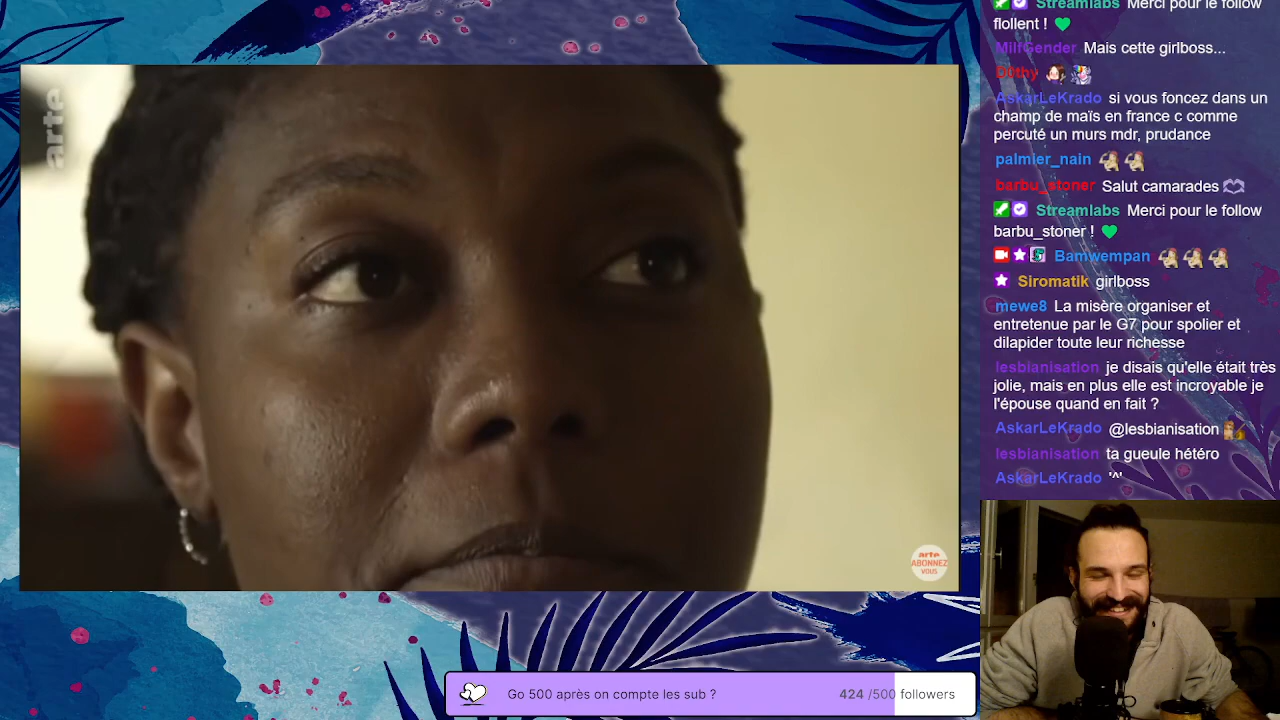 arte
arte
ABONNEZ
VOUS
Streamlabs Merci pour le follow
flollent !
MilfGender Mais cette girlboss...
D0thy
AskarLeKrado si vous foncez dans un
champ de maïs en france c comme
percuté un murs mdr, prudance
palmier_nain
barbu_stoner Salut camarades
Streamlabs Merci pour le follow
barbu_stoner !
Bamwempan
Siromatik girlboss
mewe8 La misère organiser et
entretenue par le G7 pour spolier et
dilapider toute leur richesse
lesbianisation je disais qu'elle était très
jolie, mais en plus elle est incroyable je
l'épouse quand en fait ?
AskarLeKrado @lesbianisation
lesbianisation ta gueule hétéro
AskarLeKrado '^'
Go 500 après on compte les sub ? 424 /500 followers